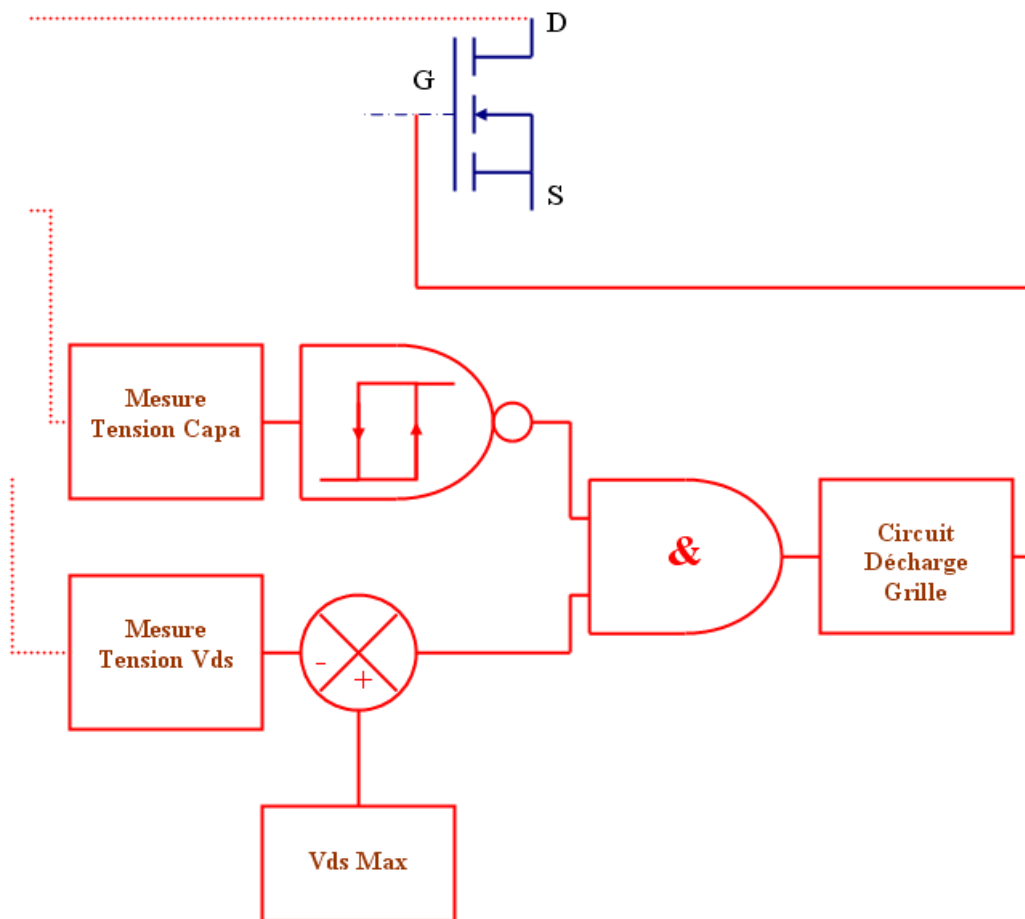 D
G
S
Mesure
Tension Capa
&
Circuit
Décharge
Grille
Mesure
Tension Vds
-
+
Vds Max